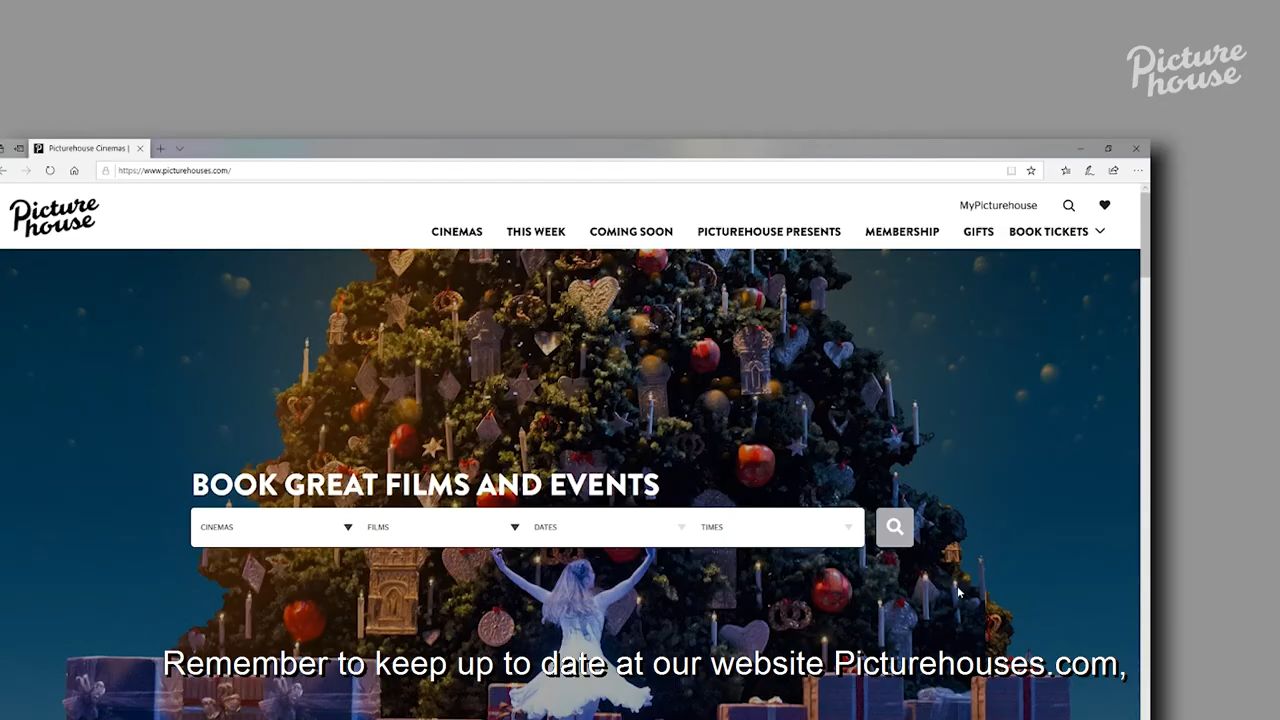 Picture
house
Picturehouse Cinemas |
https://www.picturehouses.com/
Picture
house
MyPicturehouse
CINEMAS THIS WEEK COMING SOON PICTUREHOUSE PRESENTS MEMBERSHIP GIFTS BOOK TICKETS
BOOK GREAT FILMS AND EVENTS
CINEMAS FILMS DATES TIMES
Remember to keep up to date at our website Picturehouses.com,